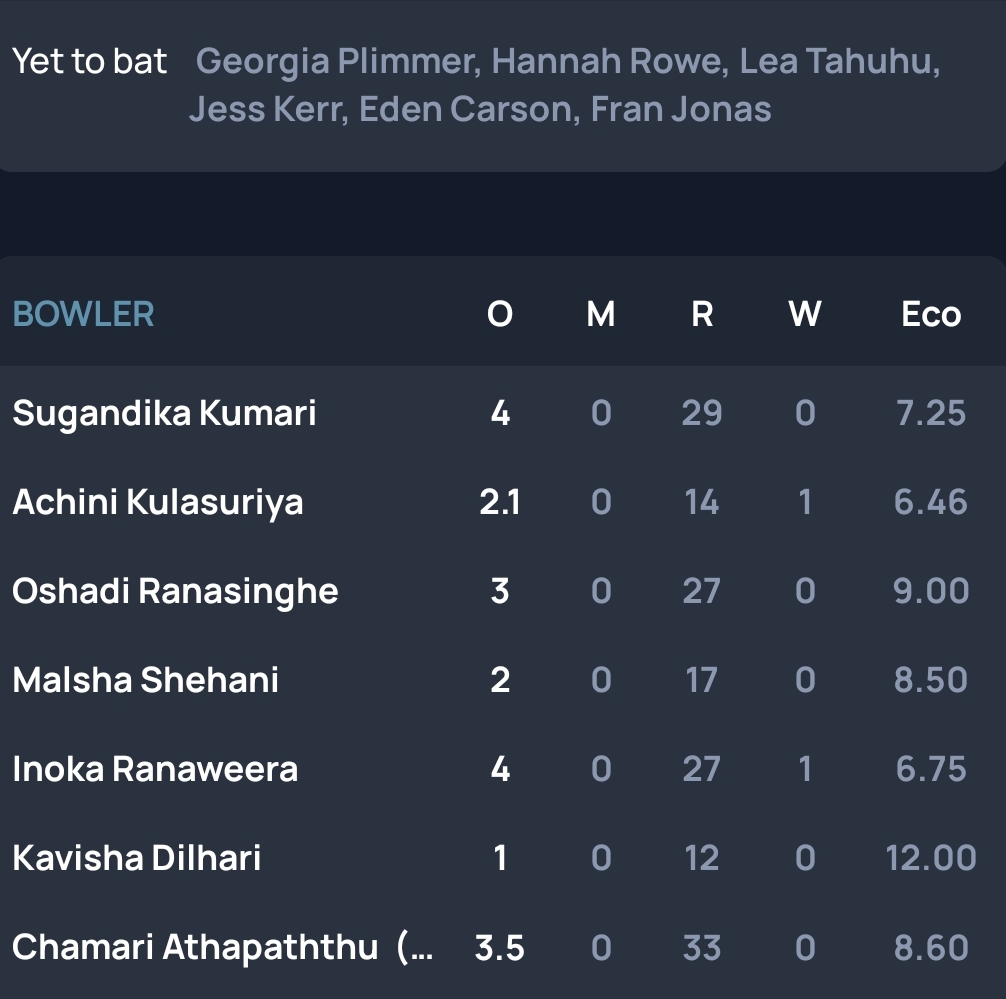 Yet to bat Georgia Plimmer, Hannah Rowe, Lea Tahuhu,
Jess Kerr, Eden Carson, Fran Jonas
BOWLER O M R W Eco
Sugandika Kumari 4 0 29 0 7.25
Achini Kulasuriya 2.1 0 14 1 6.46
Oshadi Ranasinghe 3 0 27 0 9.00
Malsha Shehani 2 0 17 0 8.50
Inoka Ranaweera 4 0 27 1 6.75
Kavisha Dilhari 1 0 12 0 12.00
Chamari Athapaththu (... 3.5 0 33 0 8.60